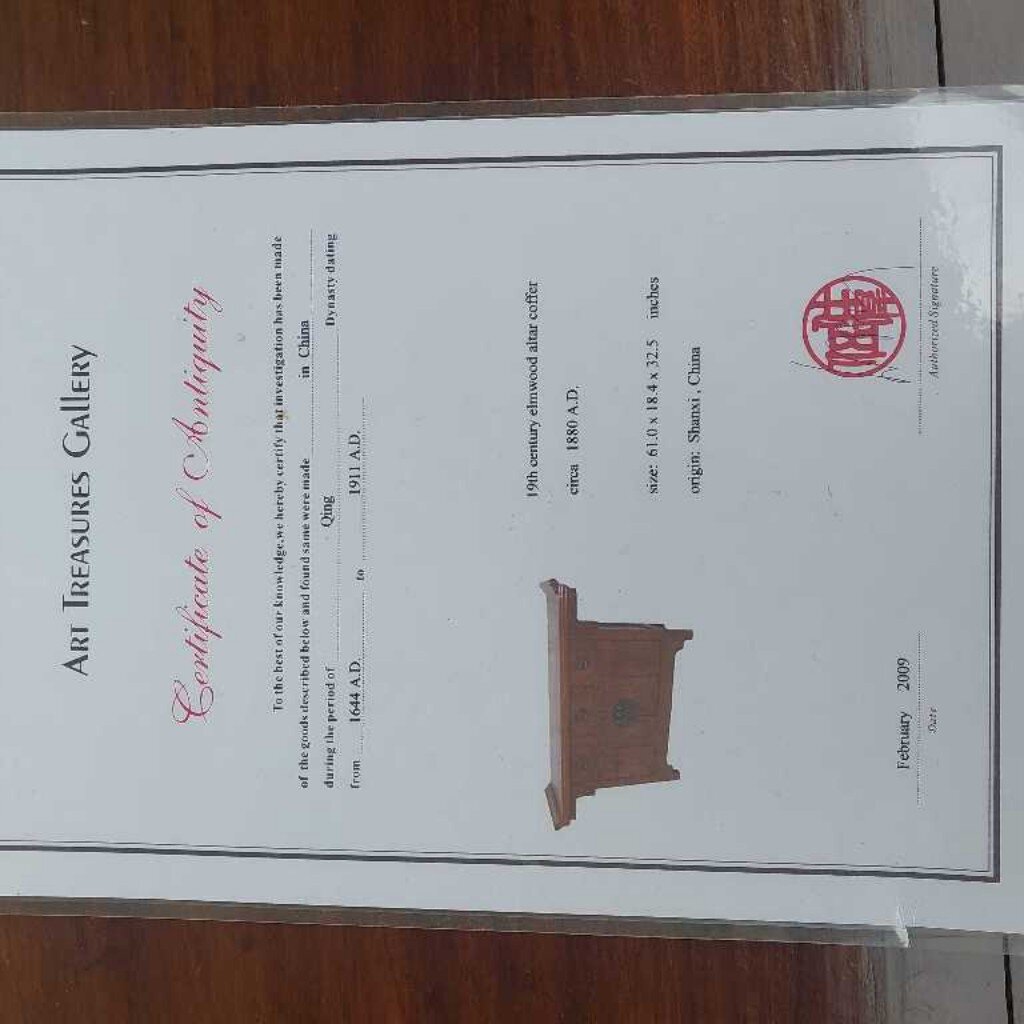 ART TREASURES GALLERY
Certificate of Antiquity
To the best of our knowledge,we hereby certify that investigation has been made
of the goods described below and found same were made in China
during the period of Qing Dynasty dating
from 1644 A.D. to 1911 A.D.
19th century elmwood altar coffer
circa 1880 A.D.
size: 61.0 x 18.4 x 32.5 inches
origin: Shanxi , China
February 2009
Date
Authorized Signature